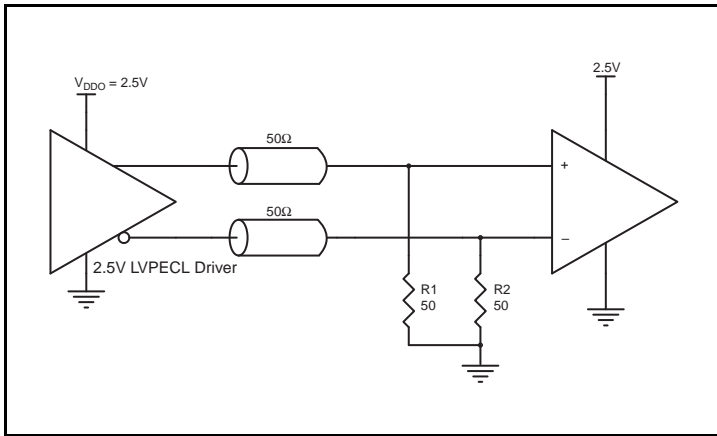 V_DDO = 2.5V
2.5V
50Ω
+
50Ω
–
2.5V LVPECL Driver
R1
50
R2
50